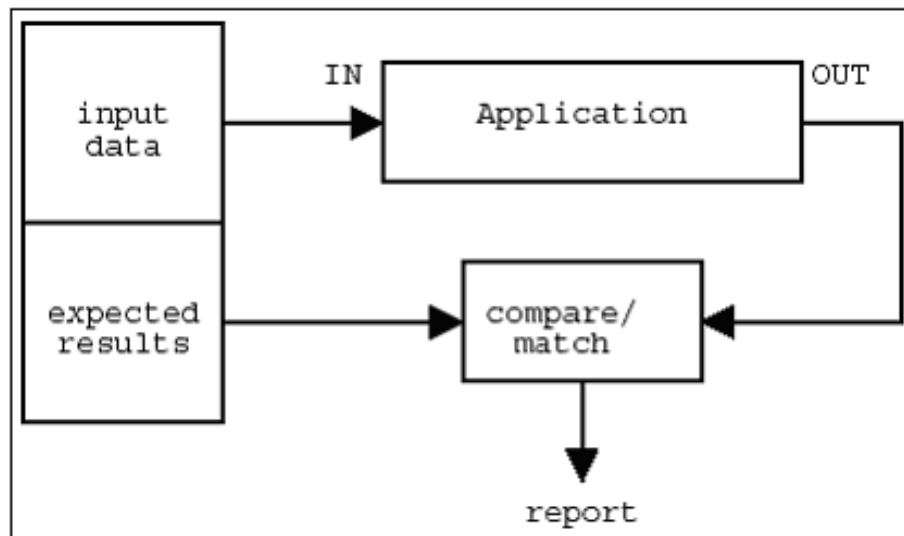 IN
OUT
input
data
Application
expected
results
compare/
match
report